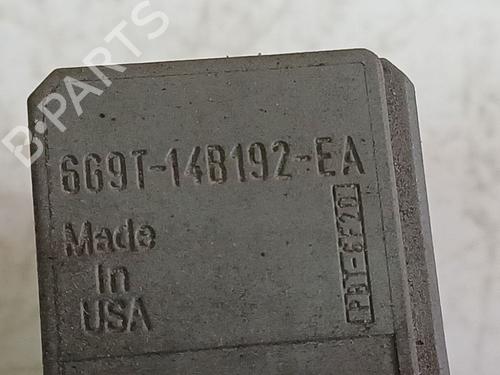 B-PARTS
6G9T-14B192-EA
Made
In
USA
PBT-GF20